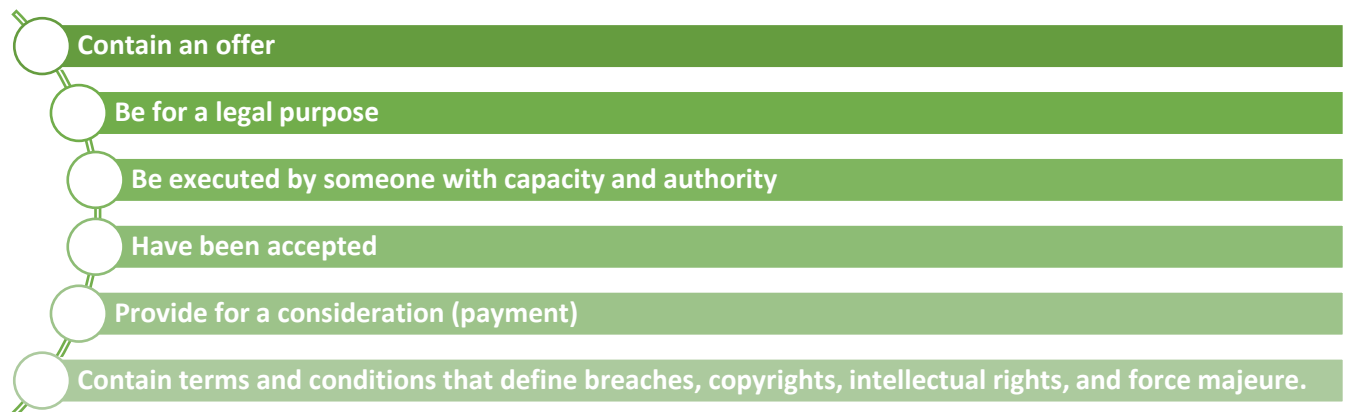 Contain an offer
Be for a legal purpose
Be executed by someone with capacity and authority
Have been accepted
Provide for a consideration (payment)
Contain terms and conditions that define breaches, copyrights, intellectual rights, and force majeure.